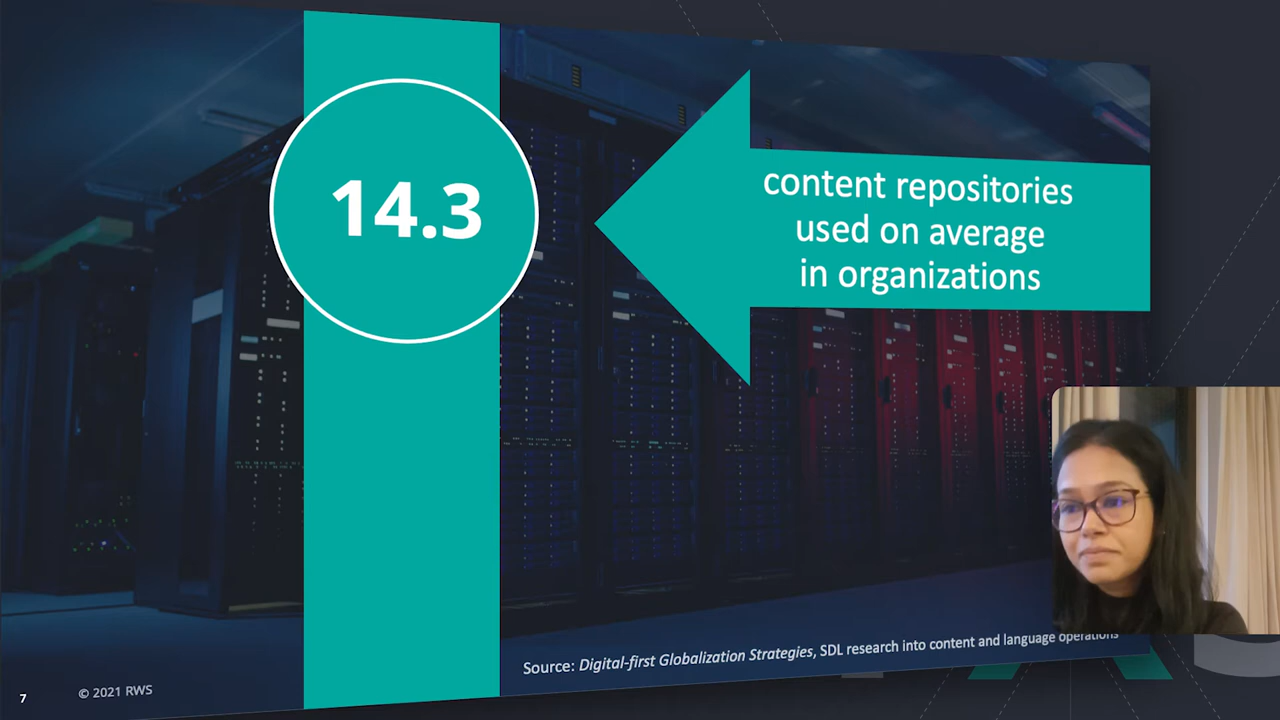 14.3
content repositories
used on average
in organizations
Source: Digital-first Globalization Strategies, SDL research into content and language operations
7
© 2021 RWS